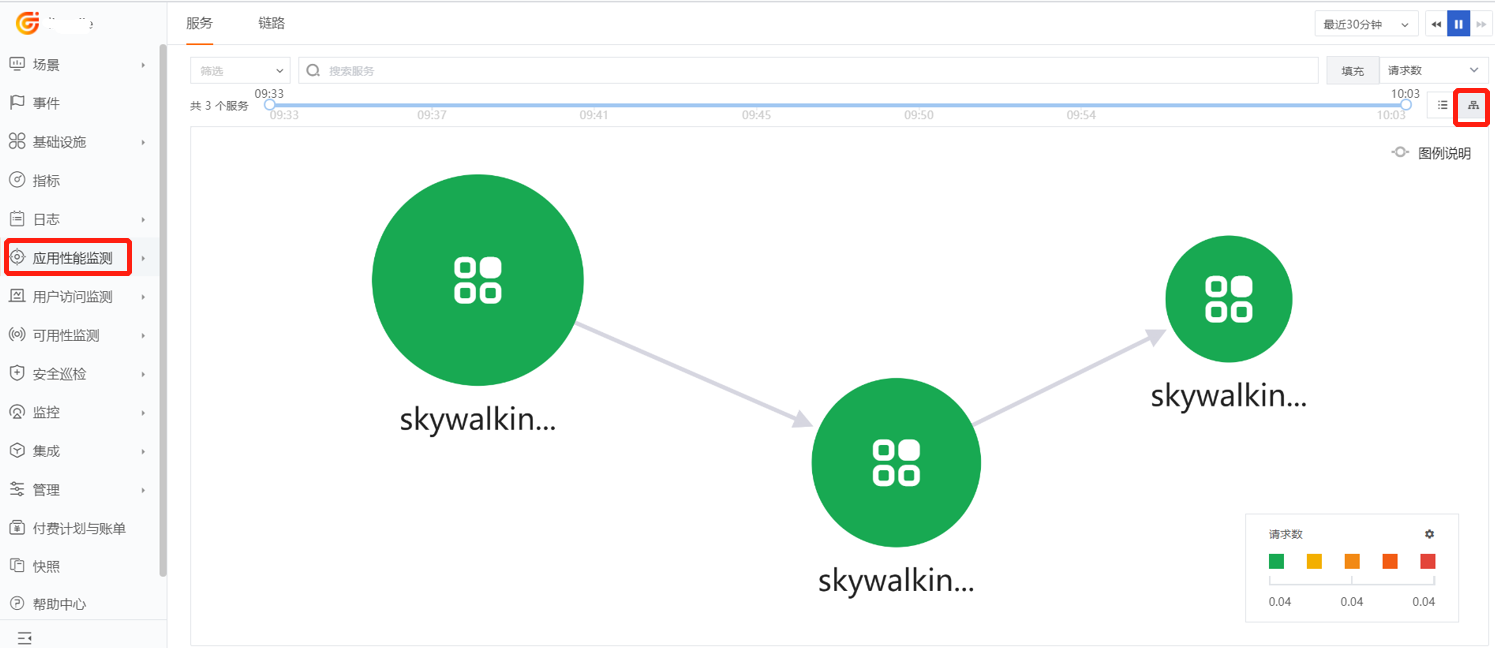 服务 链路
最近30分钟
场景
事件
基础设施
指标
日志
应用性能监测
用户访问监测
可用性监测
安全巡检
监控
集成
管理
付费计划与账单
快照
帮助中心
筛选
搜索服务
填充 请求数
共 3 个服务
09:33 10:03
09:33 09:37 09:41 09:45 09:50 09:54 10:03
图例说明
skywalkin...
skywalkin...
skywalkin...
请求数
0.04 0.04 0.04